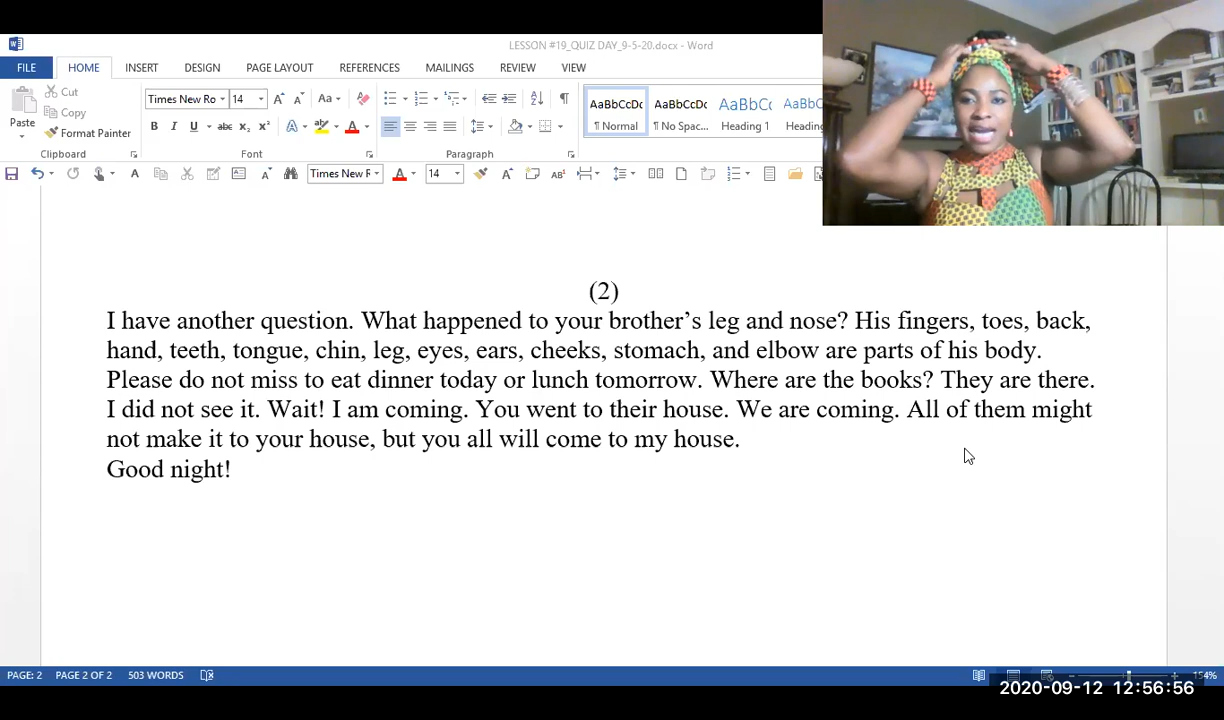 LESSON #19_QUIZ DAY_9-5-20.docx - Word
FILE HOME INSERT DESIGN PAGE LAYOUT REFERENCES MAILINGS REVIEW VIEW
Cut
Copy
Format Painter
Paste
Clipboard
Times New Ro 14 Aa
B I U abc x₂ x² A A
Font
Paragraph
AaBbCcDc AaBbCcDc AaBbCc AaBbC
¶ Normal ¶ No Spac... Heading 1 Heading
Times New R 14
(2)
I have another question. What happened to your brother’s leg and nose? His fingers, toes, back,
hand, teeth, tongue, chin, leg, eyes, ears, cheeks, stomach, and elbow are parts of his body.
Please do not miss to eat dinner today or lunch tomorrow. Where are the books? They are there.
I did not see it. Wait! I am coming. You went to their house. We are coming. All of them might
not make it to your house, but you all will come to my house.
Good night!
PAGE: 2 PAGE 2 OF 2 503 WORDS 154%
2020-09-12 12:56:56